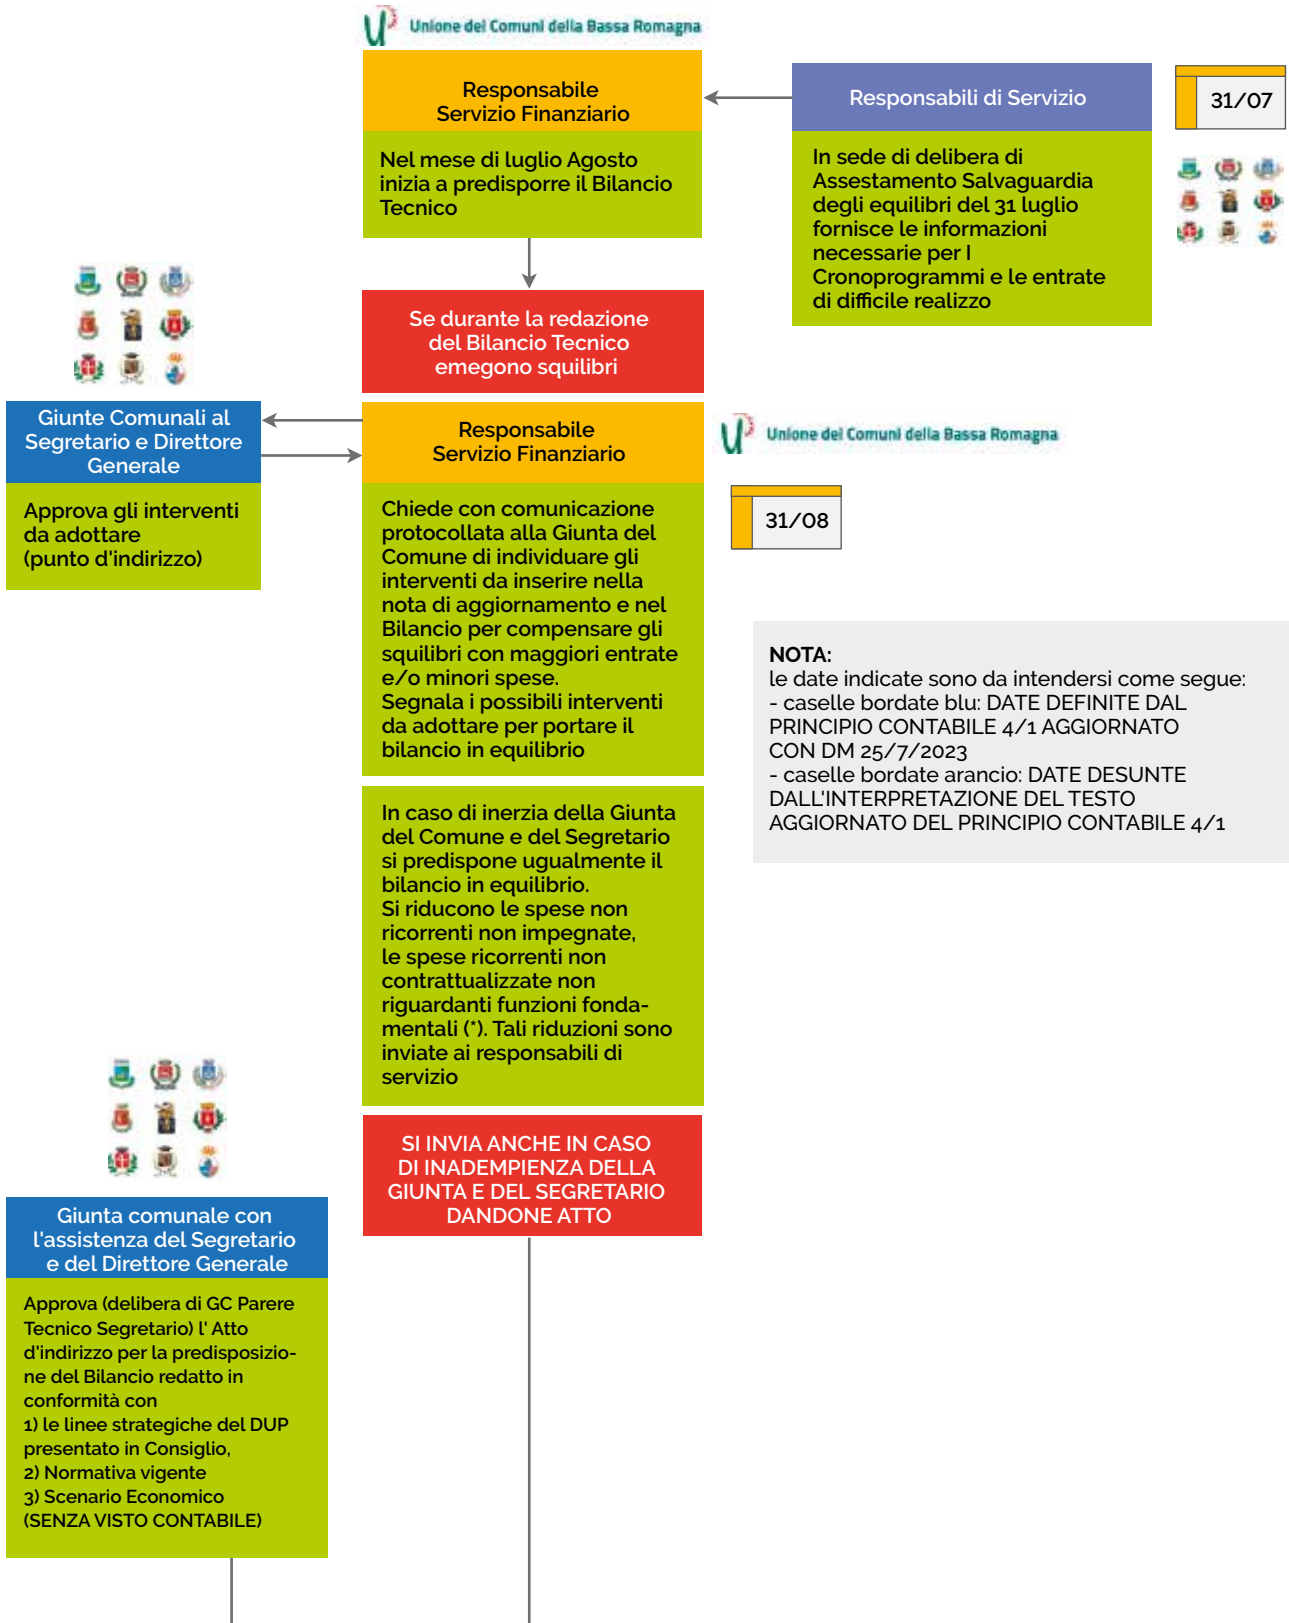 Unione dei Comuni della Bassa Romagna
Responsabile
Servizio Finanziario
Nel mese di luglio Agosto
inizia a predisporre il Bilancio
Tecnico
Responsabili di Servizio
In sede di delibera di
Assestamento Salvaguardia
degli equilibri del 31 luglio
fornisce le informazioni
necessarie per I
Cronoprogrammi e le entrate
di difficile realizzo
31/07
Se durante la redazione
del Bilancio Tecnico
emegono squilibri
Giunte Comunali al
Segretario e Direttore
Generale
Approva gli interventi
da adottare
(punto d'indirizzo)
Responsabile
Servizio Finanziario
Chiede con comunicazione
protocollata alla Giunta del
Comune di individuare gli
interventi da inserire nella
nota di aggiornamento e nel
Bilancio per compensare gli
squilibri con maggiori entrate
e/o minori spese.
Segnala i possibili interventi
da adottare per portare il
bilancio in equilibrio
Unione dei Comuni della Bassa Romagna
31/08
NOTA:
le date indicate sono da intendersi come segue:
- caselle bordate blu: DATE DEFINITE DAL
PRINCIPIO CONTABILE 4/1 AGGIORNATO
CON DM 25/7/2023
- caselle bordate arancio: DATE DESUNTE
DALL'INTERPRETAZIONE DEL TESTO
AGGIORNATO DEL PRINCIPIO CONTABILE 4/1
In caso di inerzia della Giunta
del Comune e del Segretario
si predispone ugualmente il
bilancio in equilibrio.
Si riducono le spese non
ricorrenti non impegnate,
le spese ricorrenti non
contrattualizzate non
riguardanti funzioni fonda-
mentali (*). Tali riduzioni sono
inviate ai responsabili di
servizio
SI INVIA ANCHE IN CASO
DI INADEMPIENZA DELLA
GIUNTA E DEL SEGRETARIO
DANDONE ATTO
Giunta comunale con
l'assistenza del Segretario
e del Direttore Generale
Approva (delibera di GC Parere
Tecnico Segretario) l' Atto
d'indirizzo per la predisposizio-
ne del Bilancio redatto in
conformità con
1) le linee strategiche del DUP
presentato in Consiglio,
2) Normativa vigente
3) Scenario Economico
(SENZA VISTO CONTABILE)